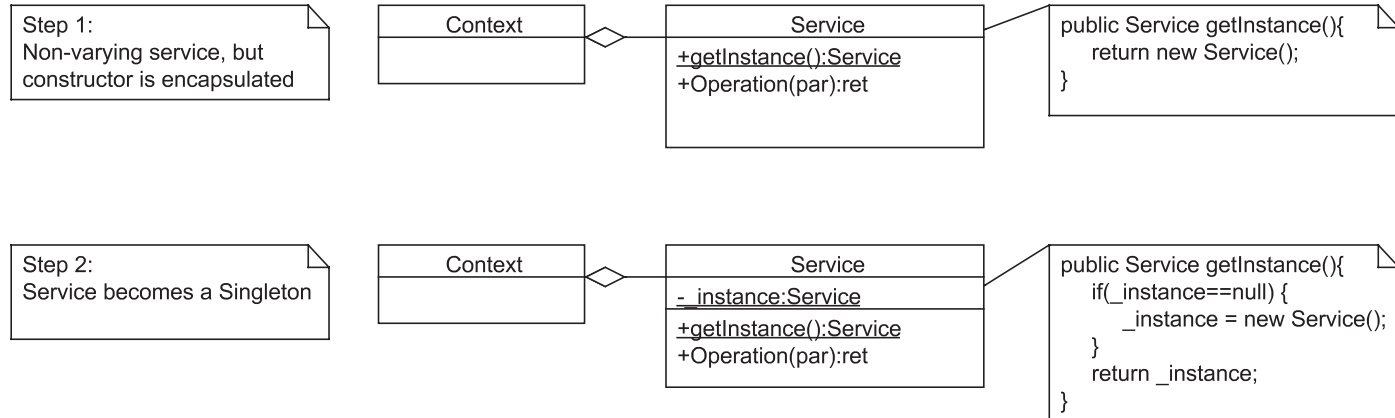 Step 1:
Non-varying service, but
constructor is encapsulated
Context
Service
+getInstance():Service
+Operation(par):ret
public Service getInstance(){
return new Service();
}
Step 2:
Service becomes a Singleton
Context
Service
-_instance:Service
+getInstance():Service
+Operation(par):ret
public Service getInstance(){
if(_instance==null) {
_instance = new Service();
}
return _instance;
}